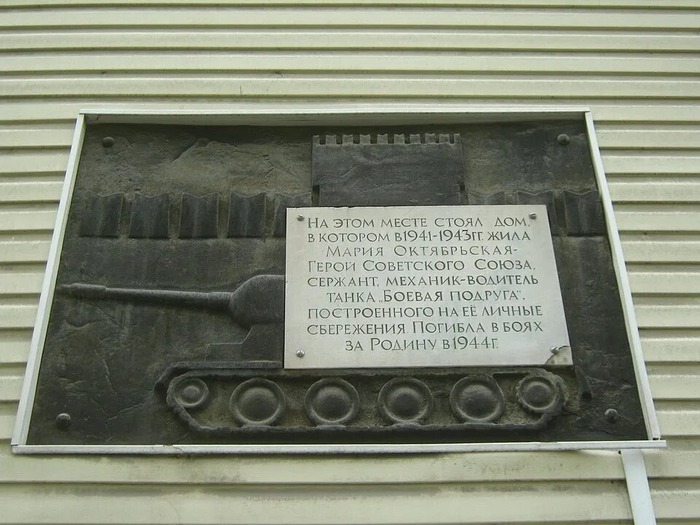 На этом месте стоял дом,
в котором в 1941-1943гг. жила
Мария Октябрьская-
Герой Советского Союза,
сержант, механик-водитель
танка „Боевая подруга",
построенного на её личные
сбережения Погибла в боях
за Родину в 1944г.